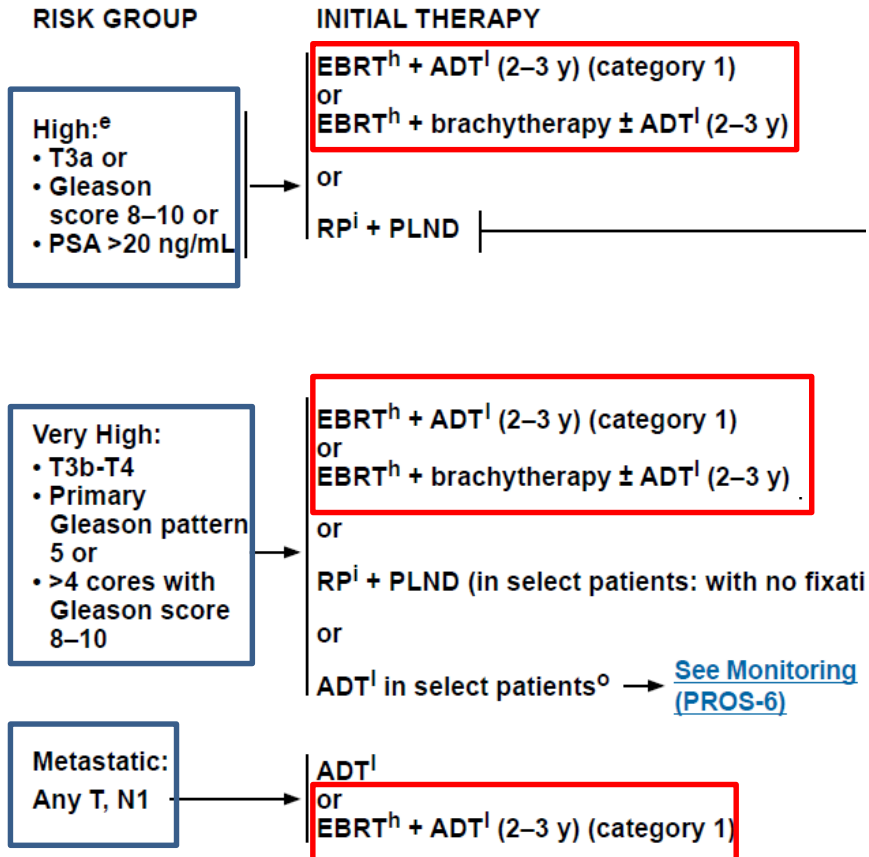 RISK GROUP
INITIAL THERAPY
High:e
• T3a or
• Gleason
score 8–10 or
• PSA >20 ng/mL
EBRTh + ADTl (2–3 y) (category 1)
or
EBRTh + brachytherapy ± ADTl (2–3 y)
or
RPi + PLND
Very High:
• T3b-T4
• Primary
Gleason pattern
5 or
• >4 cores with
Gleason score
8–10
EBRTh + ADTl (2–3 y) (category 1)
or
EBRTh + brachytherapy ± ADTl (2–3 y)
or
RPi + PLND (in select patients: with no fixati
or
ADTl in select patientso
See Monitoring
(PROS-6)
Metastatic:
Any T, N1
ADTl
or
EBRTh + ADTl (2–3 y) (category 1)